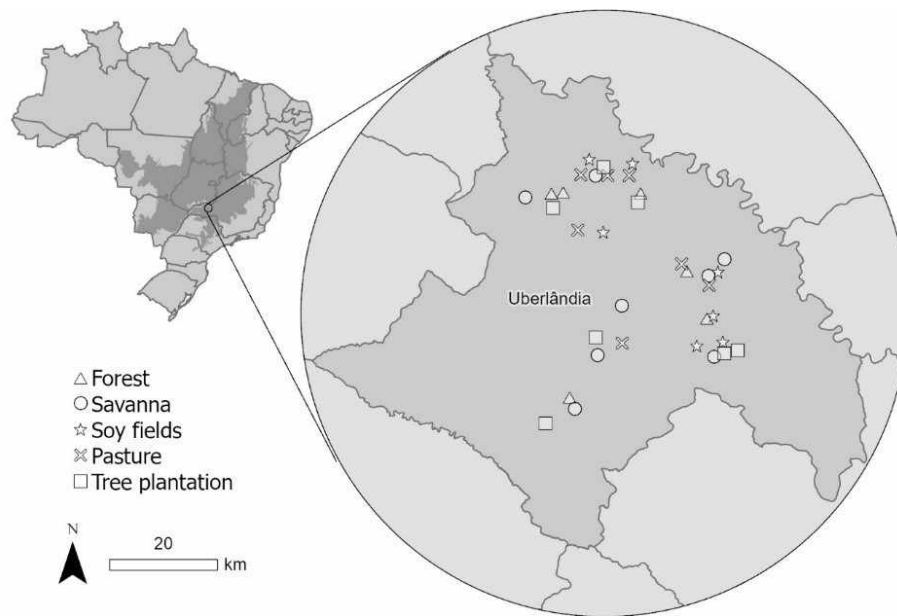 Uberlândia
Forest
Savanna
Soy fields
Pasture
Tree plantation
N
20
km